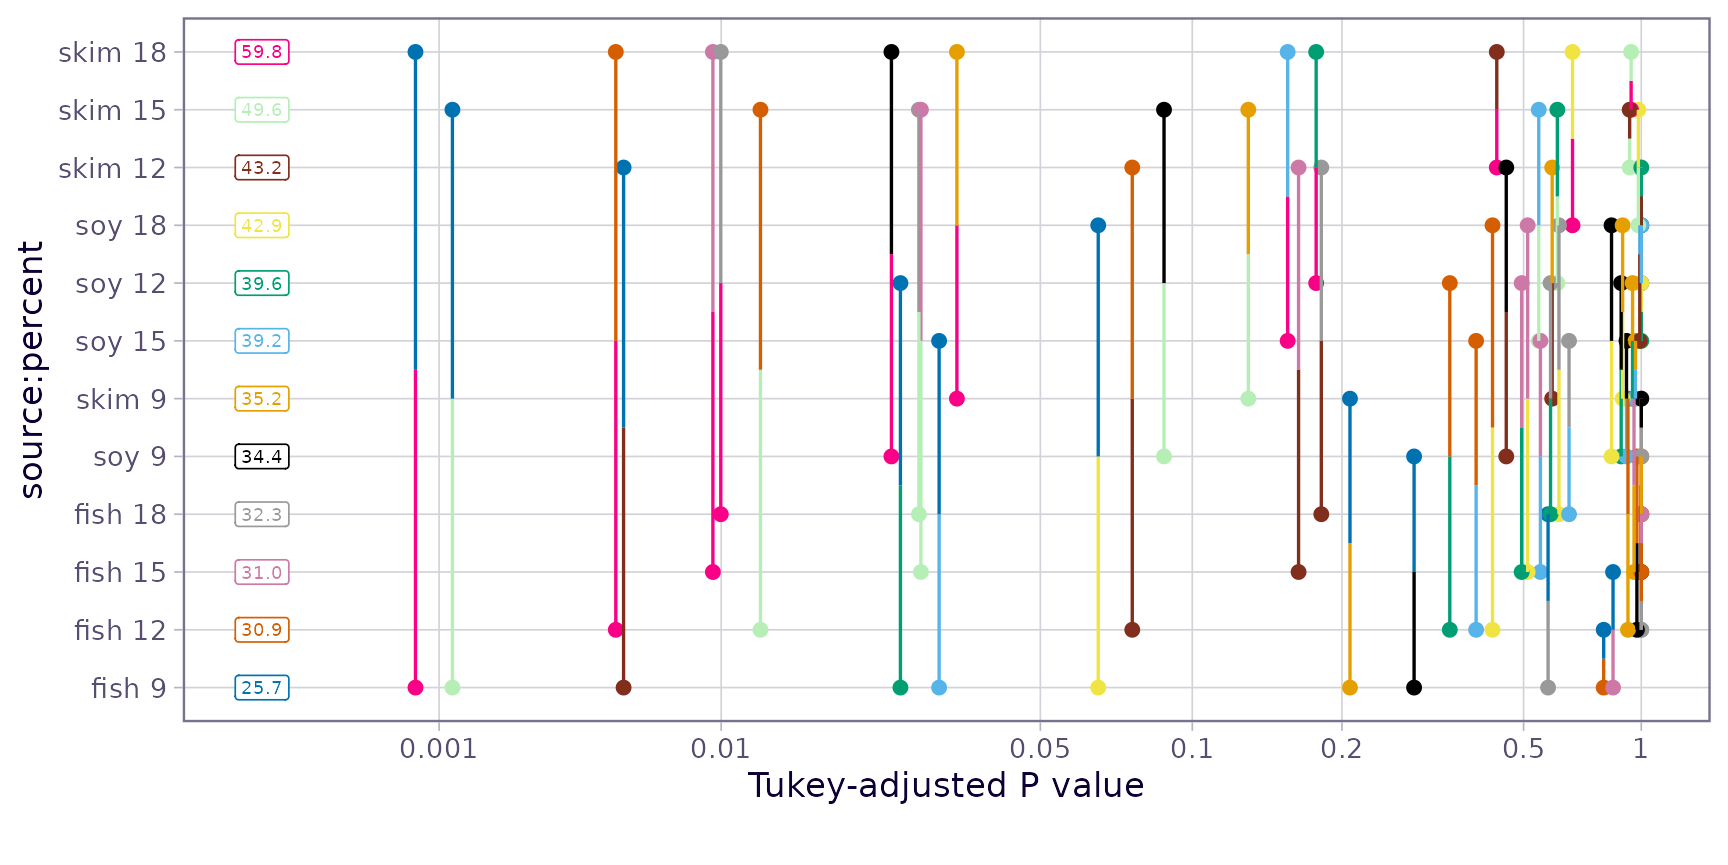 skim 18 59.8
skim 15 49.6
skim 12 43.2
soy 18 42.9
soy 12 39.6
soy 15 39.2
skim 9 35.2
soy 9 34.4
fish 18 32.3
fish 15 31.0
fish 12 30.9
fish 9 25.7
source:percent
0.001 0.01 0.05 0.1 0.2 0.5 1
Tukey-adjusted P value